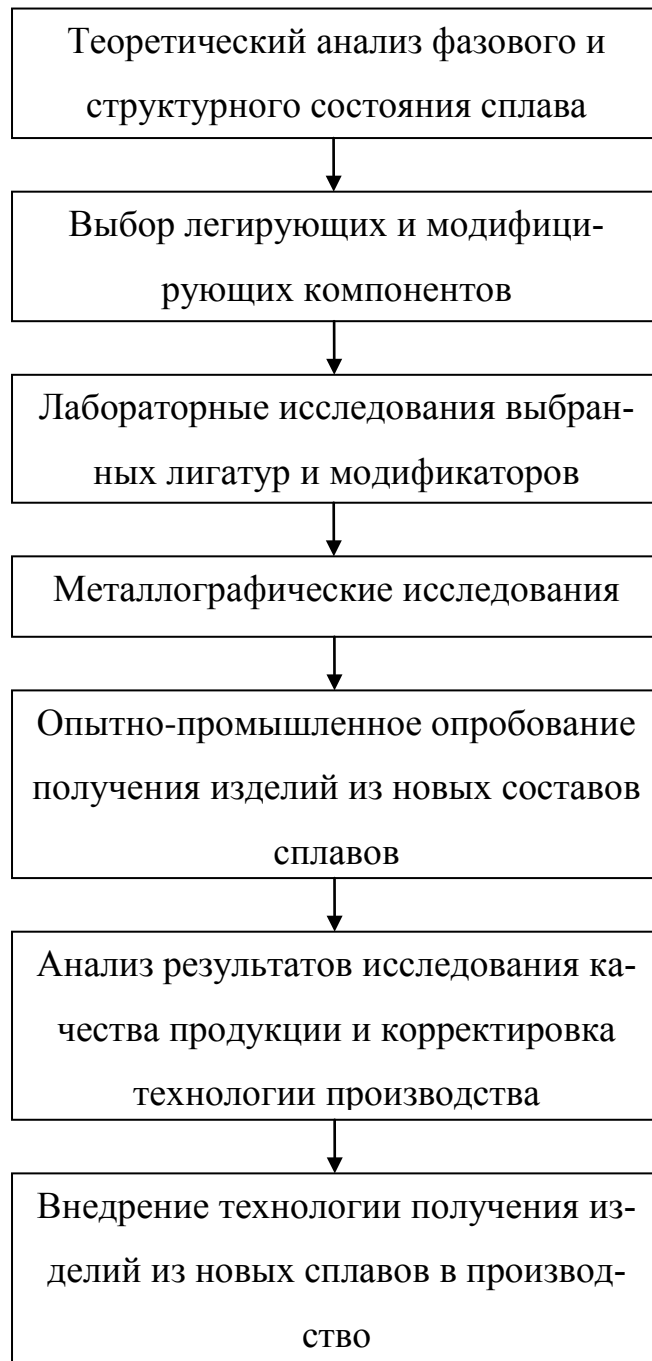 Теоретический анализ фазового и
структурного состояния сплава
Выбор легирующих и модифици-
рующих компонентов
Лабораторные исследования выбран-
ных лигатур и модификаторов
Металлографические исследования
Опытно-промышленное опробование
получения изделий из новых составов
сплавов
Анализ результатов исследования ка-
чества продукции и корректировка
технологии производства
Внедрение технологии получения из-
делий из новых сплавов в производ-
ство